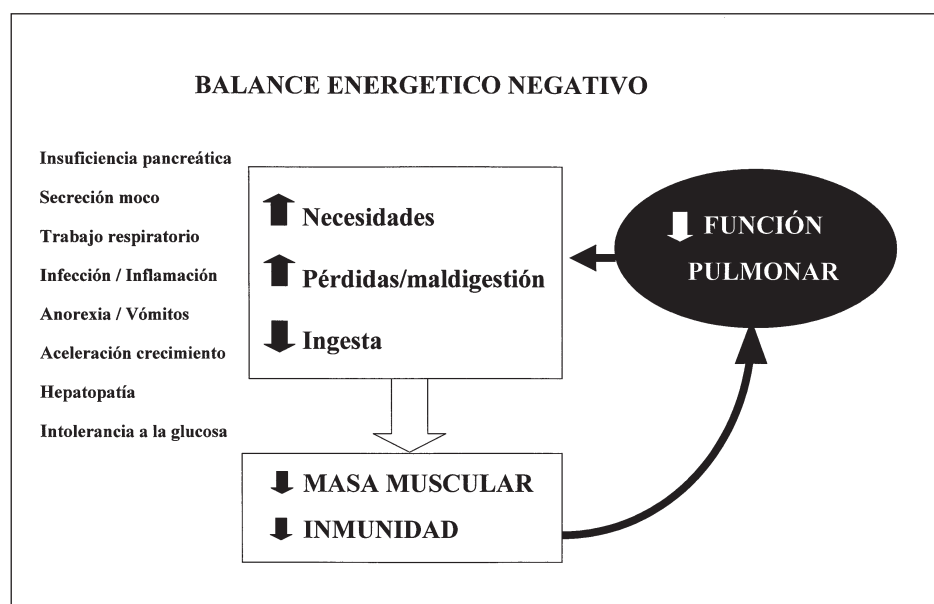 BALANCE ENERGETICO NEGATIVO
Insuficiencia pancreática
Secreción moco
Trabajo respiratorio
Infección / Inflamación
Anorexia / Vómitos
Aceleración crecimiento
Hepatopatía
Intolerancia a la glucosa
Necesidades
Pérdidas/maldigestión
Ingesta
FUNCIÓN
PULMONAR
MASA MUSCULAR
INMUNIDAD